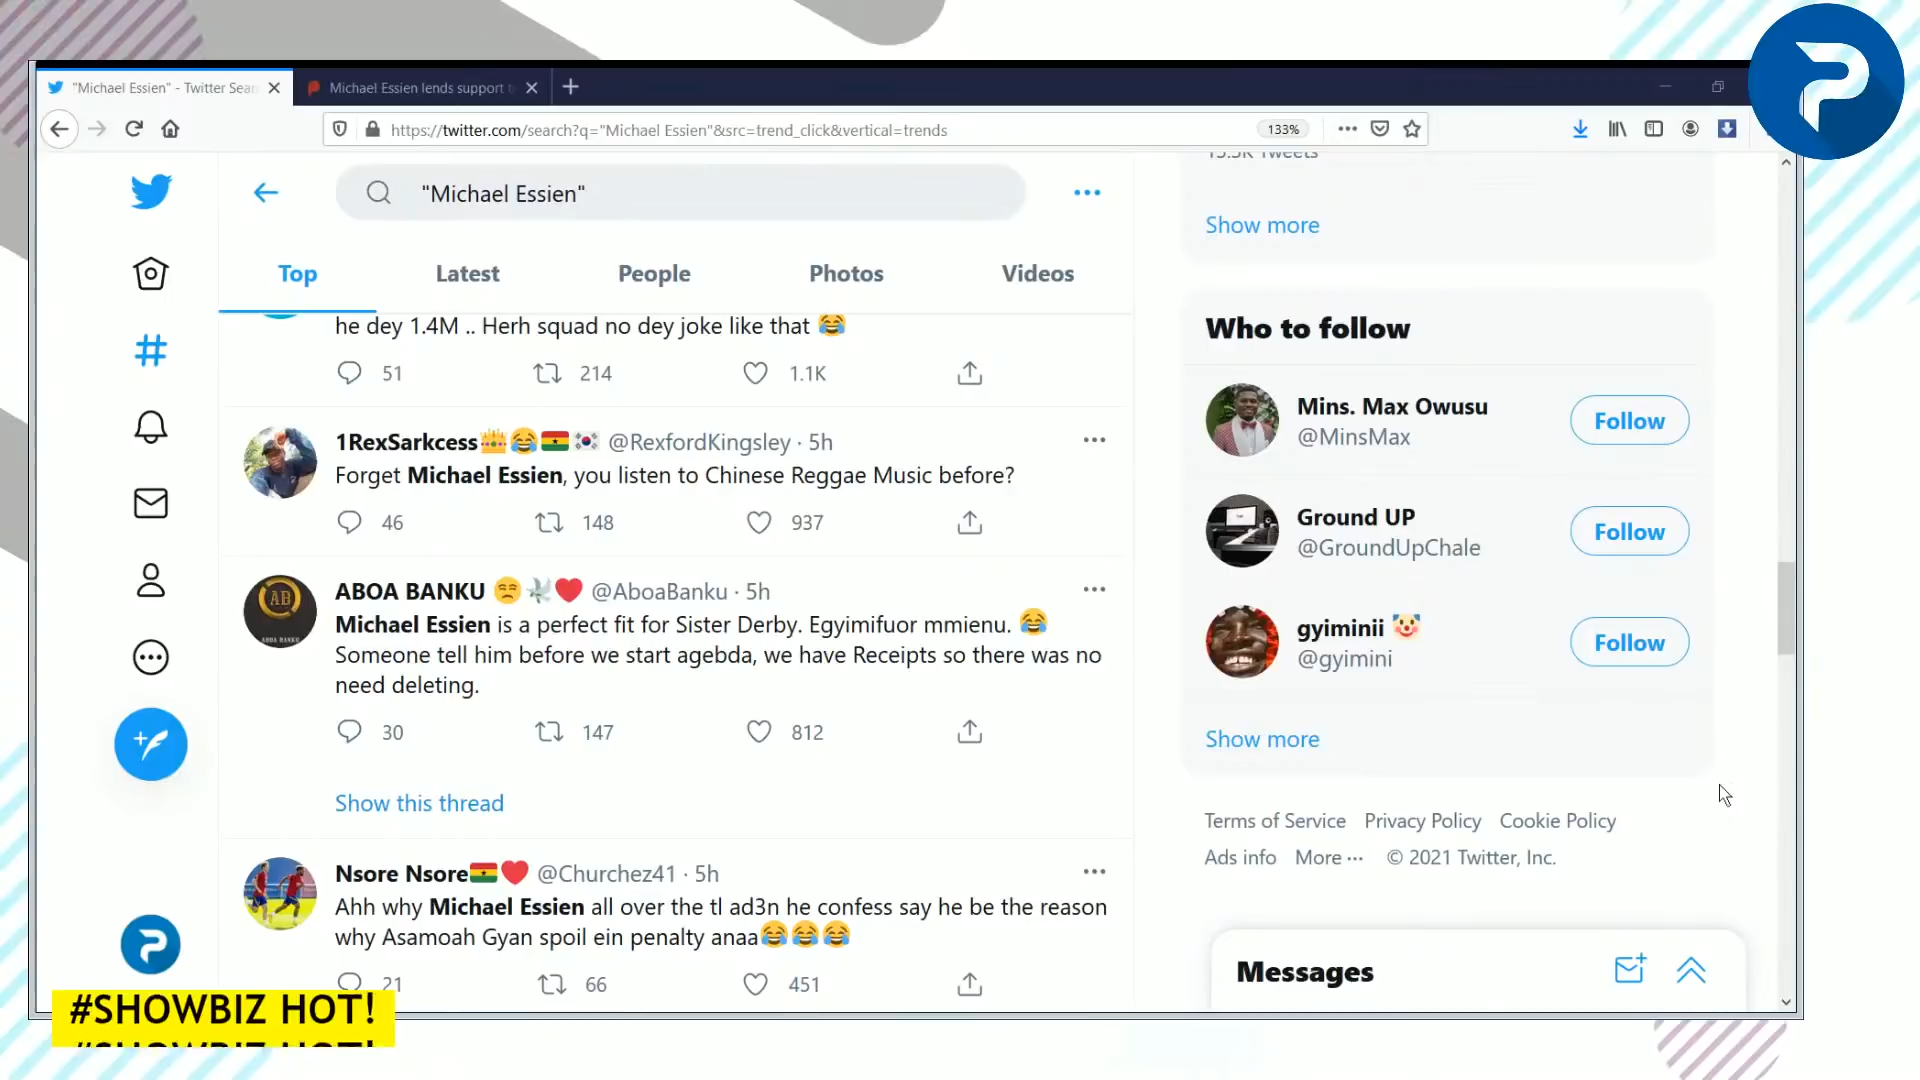 "Michael Essien" - Twitter Sear
Michael Essien lends support t
https://twitter.com/search?q="Michael Essien"&src=trend_click&vertical=trends
133%
"Michael Essien"
Top
Latest
People
Photos
Videos
he dey 1.4M .. Herh squad no dey joke like that 😂
51
214
1.1K
1RexSarkcess👑😂🇬🇭🇰🇷 @RexfordKingsley · 5h
Forget Michael Essien, you listen to Chinese Reggae Music before?
46
148
937
ABOA BANKU 😒🕊❤️ @AboaBanku · 5h
Michael Essien is a perfect fit for Sister Derby. Egyimifuor mmienu. 😂
Someone tell him before we start agebda, we have Receipts so there was no
need deleting.
30
147
812
Show this thread
Nsore Nsore🇬🇭❤️ @Churchez41 · 5h
Ahh why Michael Essien all over the tl ad3n he confess say he be the reason
why Asamoah Gyan spoil ein penalty anaa😂😂😂
21
66
451
15.5K Tweets
Show more
Who to follow
Mins. Max Owusu
@MinsMax
Follow
Ground UP
@GroundUpChale
Follow
gyiminii 🤡
@gyimini
Follow
Show more
Terms of Service Privacy Policy Cookie Policy
Ads info More ··· © 2021 Twitter, Inc.
Messages
AB
ABOA BANKU
#SHOWBIZ HOT!
#SHOWBIZ HOT!